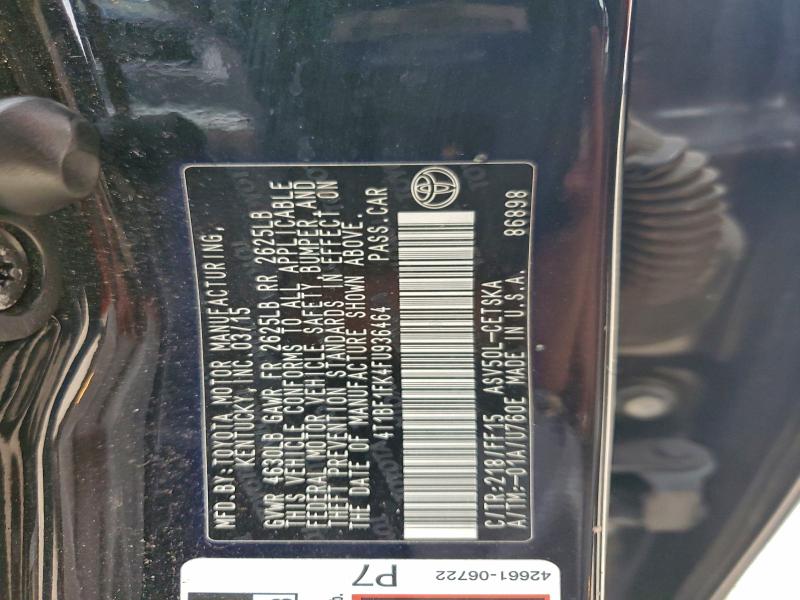 MFD.BY:TOYOTA MOTOR MANUFACTURING,
KENTUCKY INC. 03/15
GVWR 4630LB GAWR FR 2625LB RR 2625LB
THIS VEHICLE CONFORMS TO ALL APPLICABLE
FEDERAL MOTOR VEHICLE SAFETY, BUMPER AND
THEFT PREVENTION STANDARDS IN EFFECT ON
THE DATE OF MANUFACTURE SHOWN ABOVE.
4T1BF1FK4FU936464 PASS. CAR
C/TR:218/FF15 ASV50L-CETSKA 86898
A/TM:-01A/U760E MADE IN U.S.A.
42661-06722
P7